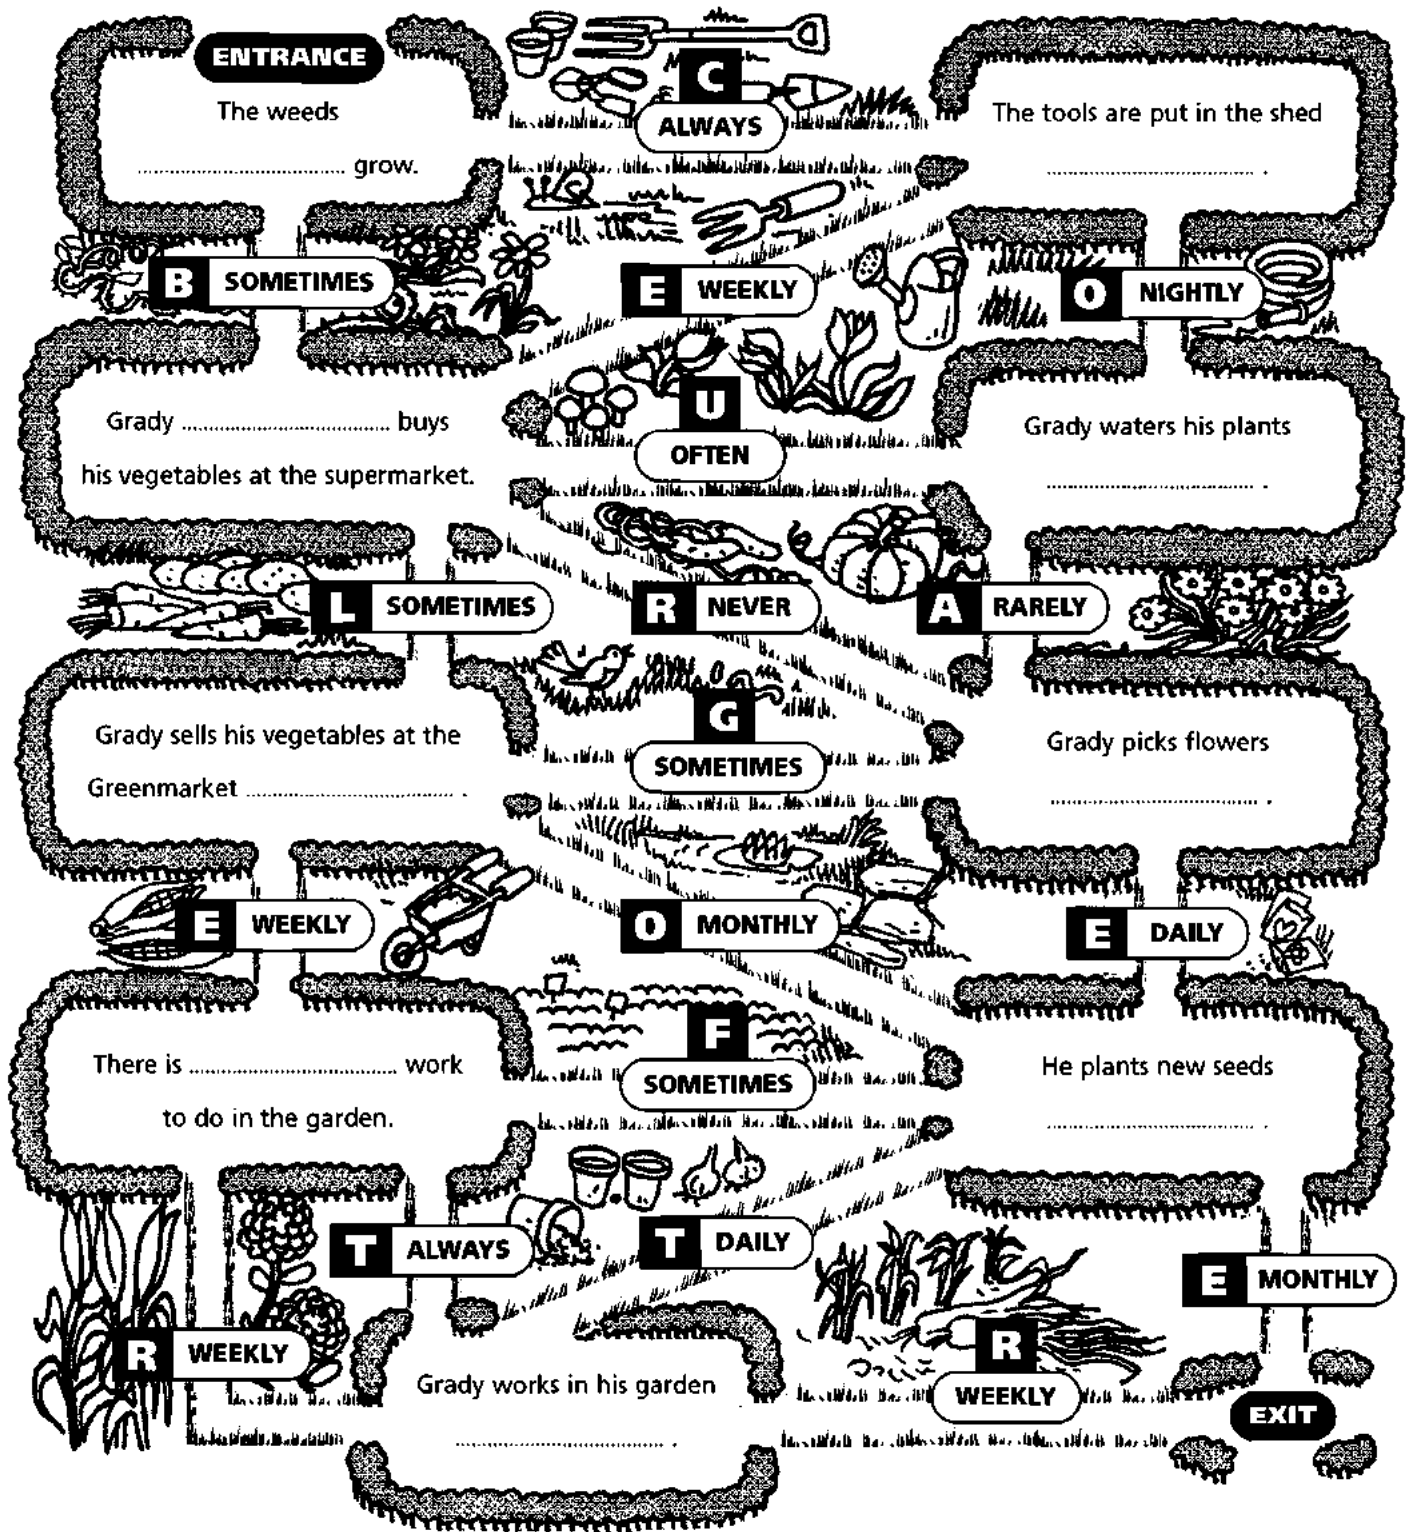 ENTRANCE
The weeds
.................................. grow.
C
ALWAYS
The tools are put in the shed
.................................... .
B SOMETIMES
E WEEKLY
O NIGHTLY
Grady .................................. buys
his vegetables at the supermarket.
U
OFTEN
Grady waters his plants
.................................... .
L SOMETIMES
R NEVER
A RARELY
Grady sells his vegetables at the
Greenmarket .................................. .
G
SOMETIMES
Grady picks flowers
.................................... .
E WEEKLY
O MONTHLY
E DAILY
There is .................................. work
to do in the garden.
F
SOMETIMES
He plants new seeds
.................................... .
T ALWAYS
T DAILY
E MONTHLY
R WEEKLY
Grady works in his garden
.................................... .
R
WEEKLY
EXIT